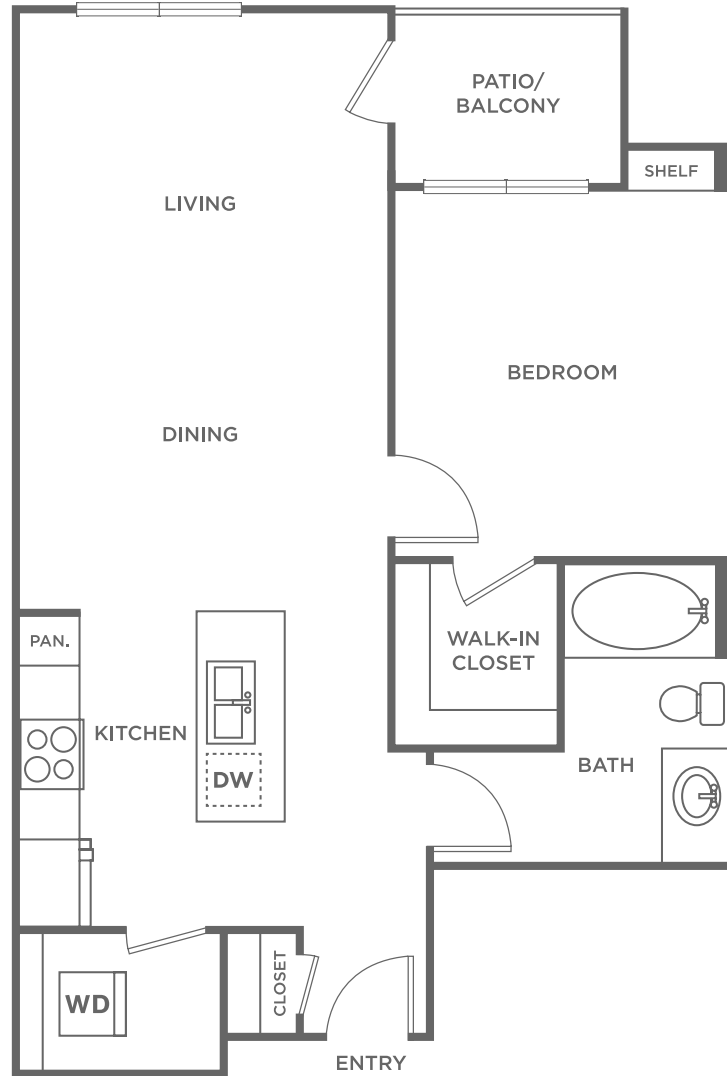 PATIO/
BALCONY
SHELF
LIVING
BEDROOM
DINING
PAN.
WALK-IN
CLOSET
KITCHEN
BATH
DW
CLOSET
WD
ENTRY